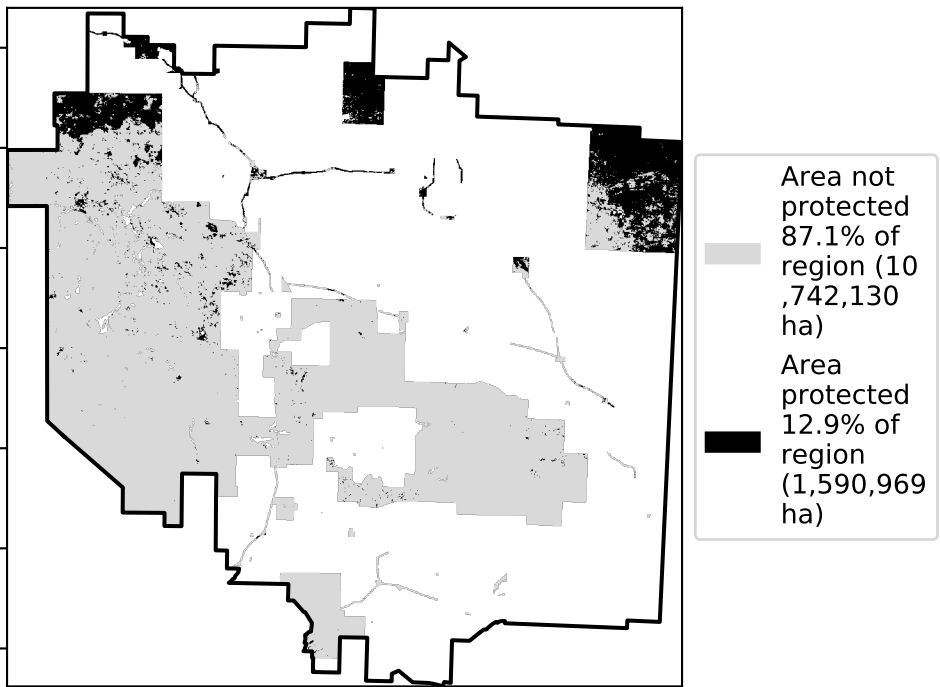 Area not
protected
87.1% of
region (10
,742,130
ha)
Area
protected
12.9% of
region
(1,590,969
ha)